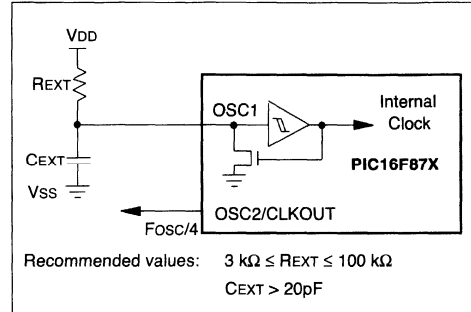 VDD
REXT
OSC1
Internal
Clock
CEXT
PIC16F87X
VSS
OSC2/CLKOUT
FOSC/4
Recommended values: 3 kΩ ≤ REXT ≤ 100 kΩ
CEXT > 20pF